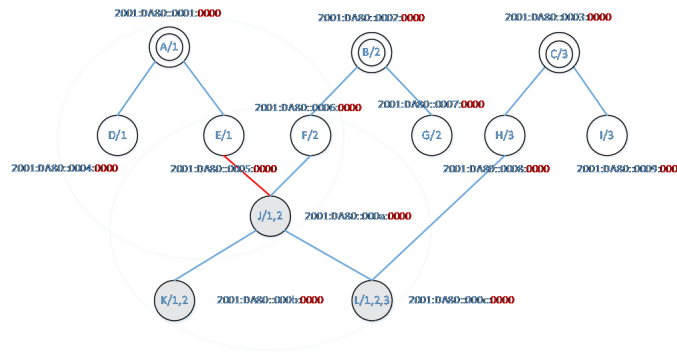 2001:DA80::0001:0000
2001:DA80::0002:0000
2001:DA80::0003:0000
A/1
B/2
C/3
2001:DA80::0006:0000
2001:DA80::0007:0000
D/1
E/1
F/2
G/2
H/3
I/3
2001:DA80::0004:0000
2001:DA80::0005:0000
2001:DA80::0008:0000
2001:DA80::0009:0000
J/1,2
2001:DA80::000a:0000
K/1,2
2001:DA80::000b:0000
L/1,2,3
2001:DA80::000c:0000